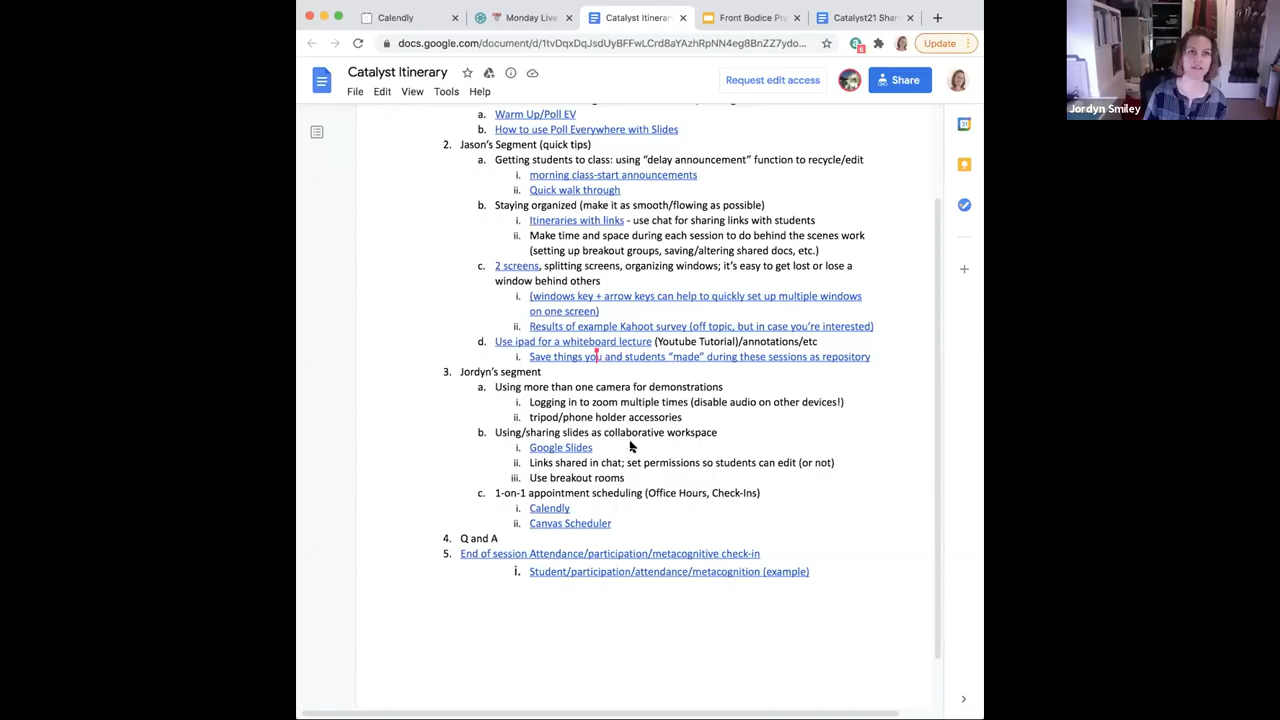 Calendly
Monday Live
Catalyst Itinerar
Front Bodice Pra
Catalyst21 Shar
docs.google.com/document/d/1tvDqxDqJsdUyBFFwLCrd8aYAzhRpNN4eg8BnZZ7ydo...
Update
Catalyst Itinerary
File Edit View Tools Help
Request edit access
Share
Jordyn Smiley
a. Warm Up/Poll EV
b. How to use Poll Everywhere with Slides
2. Jason's Segment (quick tips)
a. Getting students to class: using “delay announcement” function to recycle/edit
i. morning class-start announcements
ii. Quick walk through
b. Staying organized (make it as smooth/flowing as possible)
i. Itineraries with links - use chat for sharing links with students
ii. Make time and space during each session to do behind the scenes work
(setting up breakout groups, saving/altering shared docs, etc.)
c. 2 screens, splitting screens, organizing windows; it's easy to get lost or lose a
window behind others
i. (windows key + arrow keys can help to quickly set up multiple windows
on one screen)
ii. Results of example Kahoot survey (off topic, but in case you're interested)
d. Use ipad for a whiteboard lecture (Youtube Tutorial)/annotations/etc
i. Save things you and students “made” during these sessions as repository
3. Jordyn's segment
a. Using more than one camera for demonstrations
i. Logging in to zoom multiple times (disable audio on other devices!)
ii. tripod/phone holder accessories
b. Using/sharing slides as collaborative workspace
i. Google Slides
ii. Links shared in chat; set permissions so students can edit (or not)
iii. Use breakout rooms
c. 1-on-1 appointment scheduling (Office Hours, Check-Ins)
i. Calendly
ii. Canvas Scheduler
4. Q and A
5. End of session Attendance/participation/metacognitive check-in
i. Student/participation/attendance/metacognition (example)